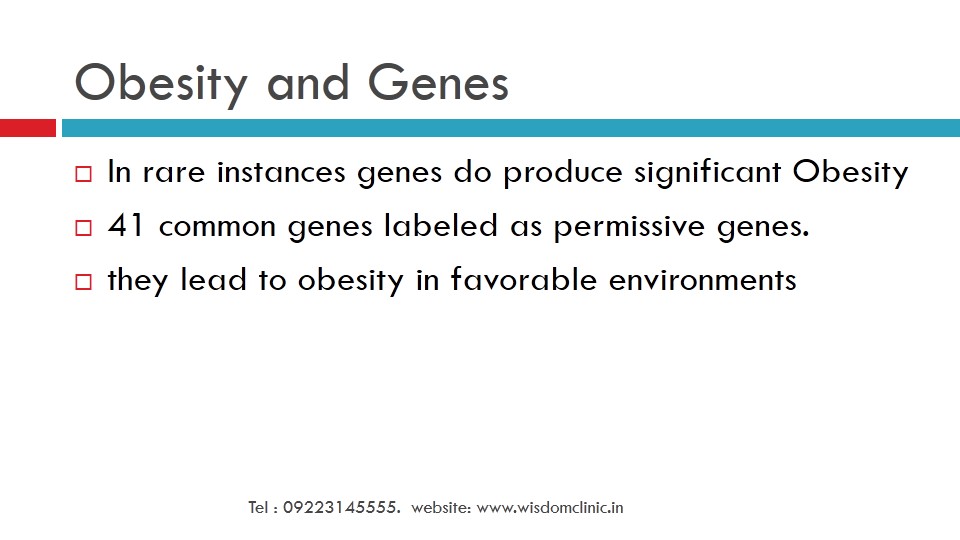 Obesity and Genes
In rare instances genes do produce significant Obesity
41 common genes labeled as permissive genes.
they lead to obesity in favorable environments
Tel : 09223145555.  website: www.wisdomclinic.in